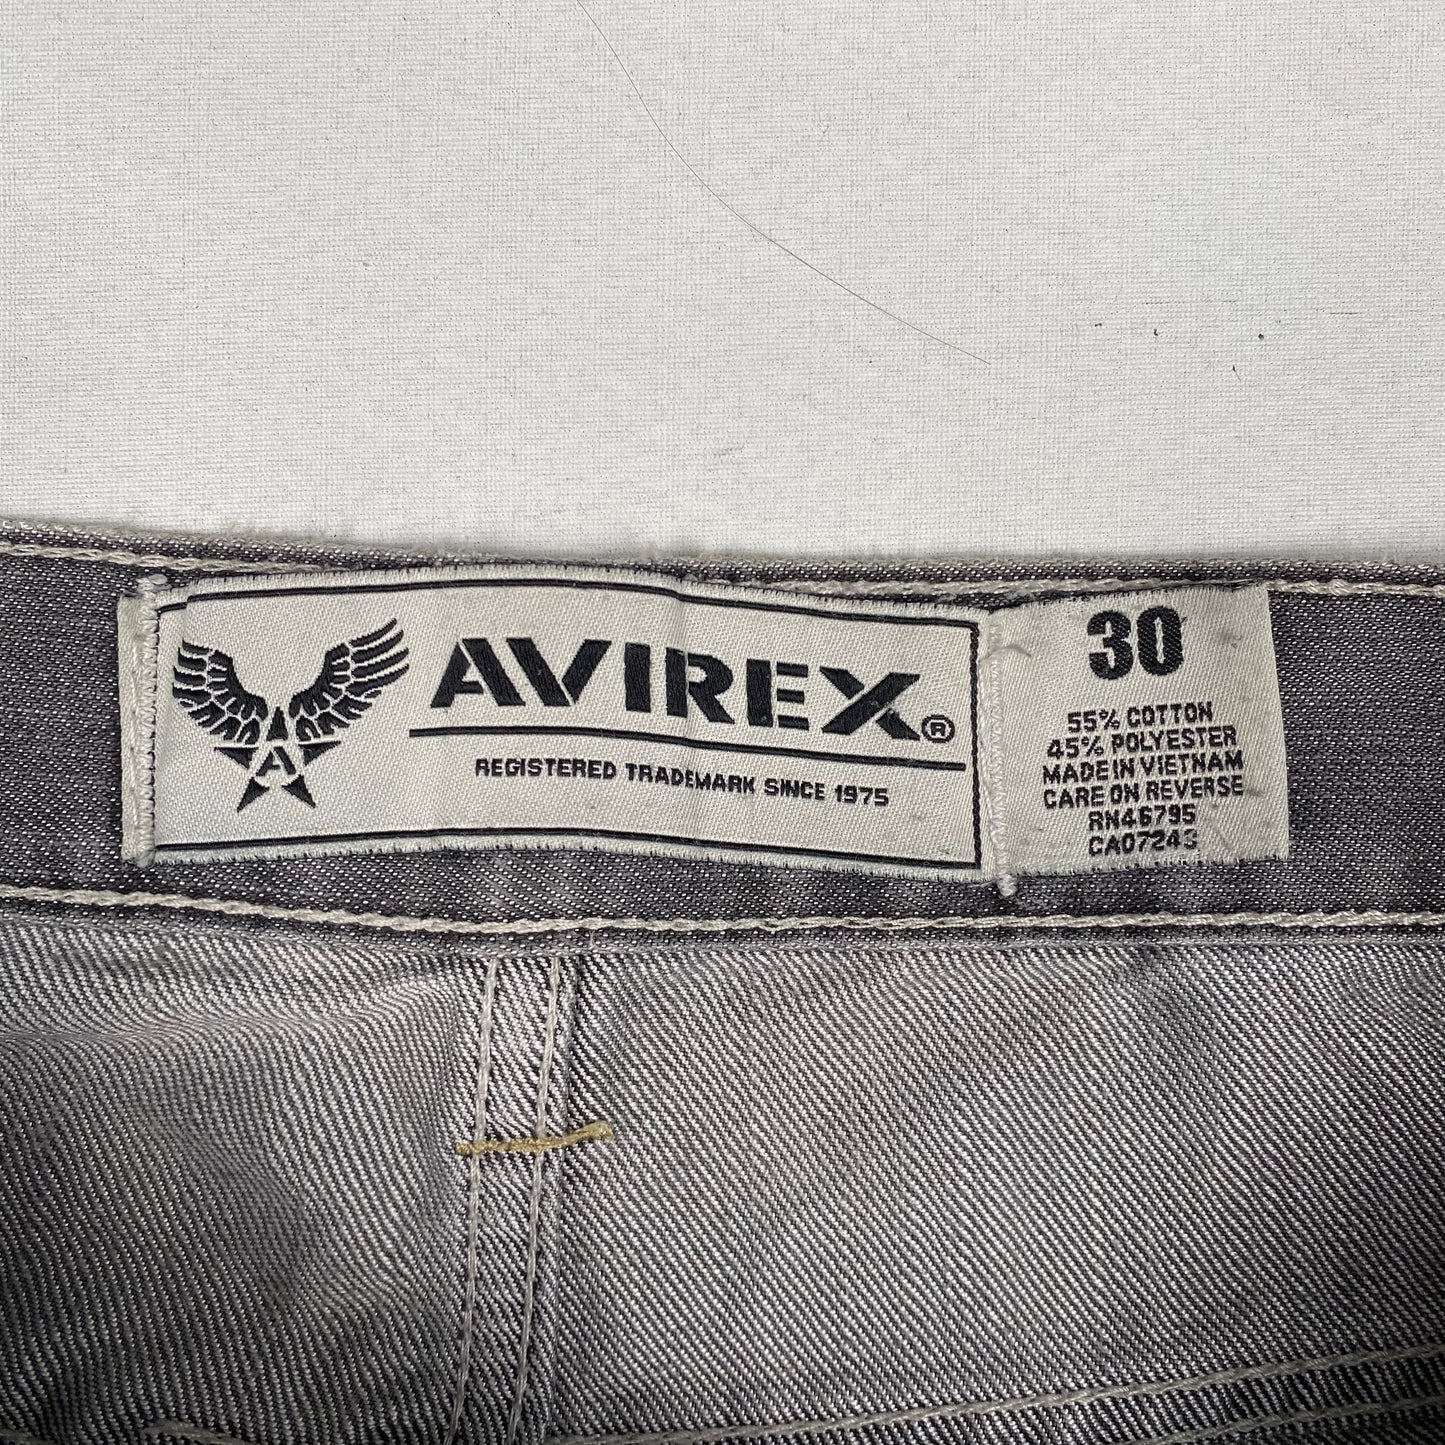 AVIREX®
REGISTERED TRADEMARK SINCE 1975
A
30
55% COTTON
45% POLYESTER
MADE IN VIETNAM
CARE ON REVERSE
RN46795
CA07243